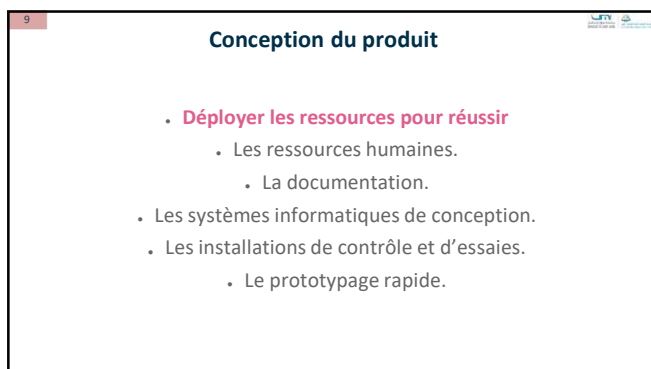 9
Conception du produit
• Déployer les ressources pour réussir
• Les ressources humaines.
• La documentation.
• Les systèmes informatiques de conception.
• Les installations de contrôle et d’essaies.
• Le prototypage rapide.